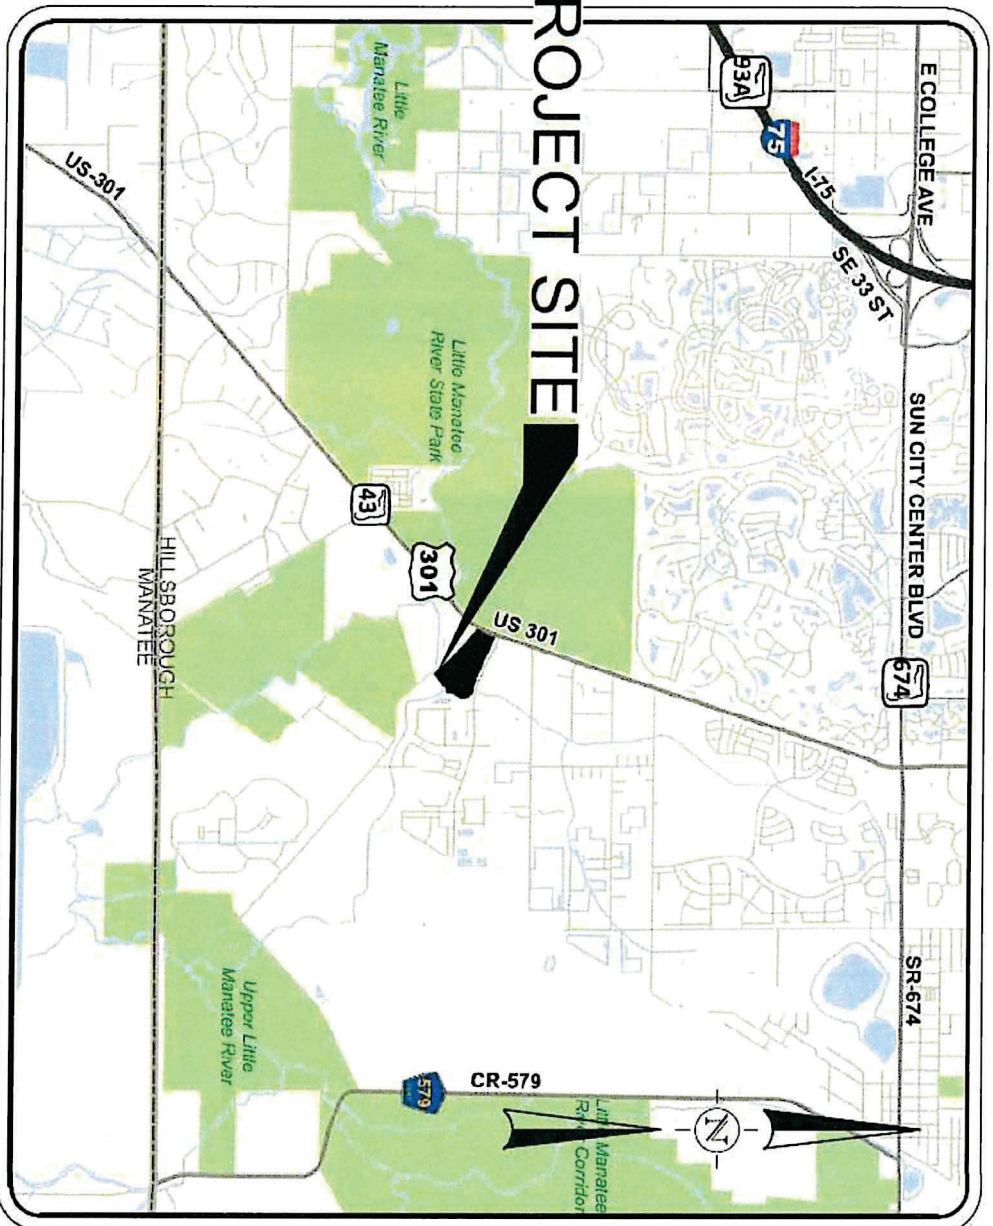 E COLLEGE AVE
SUN CITY CENTER BLVD
674
SR-674
SE 33 ST
I-75
75
93A
N
ROJECT SITE
US 301
CR-579
Manatee
Corridor
Little Manatee
River State Park
301
579
Little
Manatee River
43
Upper Little
Manatee River
HILLSBOROUGH
MANATEE
US-301